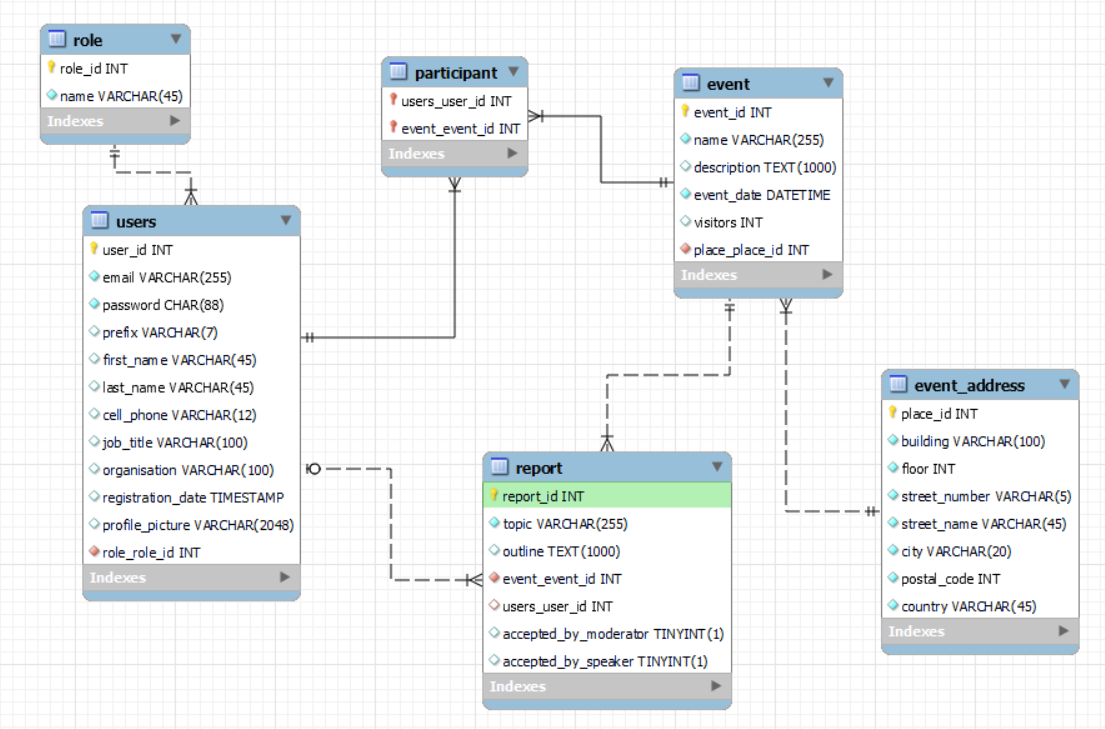 role
role_id INT
name VARCHAR(45)
Indexes
participant
users_user_id INT
event_event_id INT
Indexes
event
event_id INT
name VARCHAR(255)
description TEXT(1000)
event_date DATETIME
visitors INT
place_place_id INT
Indexes
users
user_id INT
email VARCHAR(255)
password CHAR(88)
prefix VARCHAR(7)
first_name VARCHAR(45)
last_name VARCHAR(45)
cell_phone VARCHAR(12)
job_title VARCHAR(100)
organisation VARCHAR(100)
registration_date TIMESTAMP
profile_picture VARCHAR(2048)
role_role_id INT
Indexes
report
report_id INT
topic VARCHAR(255)
outline TEXT(1000)
event_event_id INT
users_user_id INT
accepted_by_moderator TINYINT(1)
accepted_by_speaker TINYINT(1)
Indexes
event_address
place_id INT
building VARCHAR(100)
floor INT
street_number VARCHAR(5)
street_name VARCHAR(45)
city VARCHAR(20)
postal_code INT
country VARCHAR(45)
Indexes